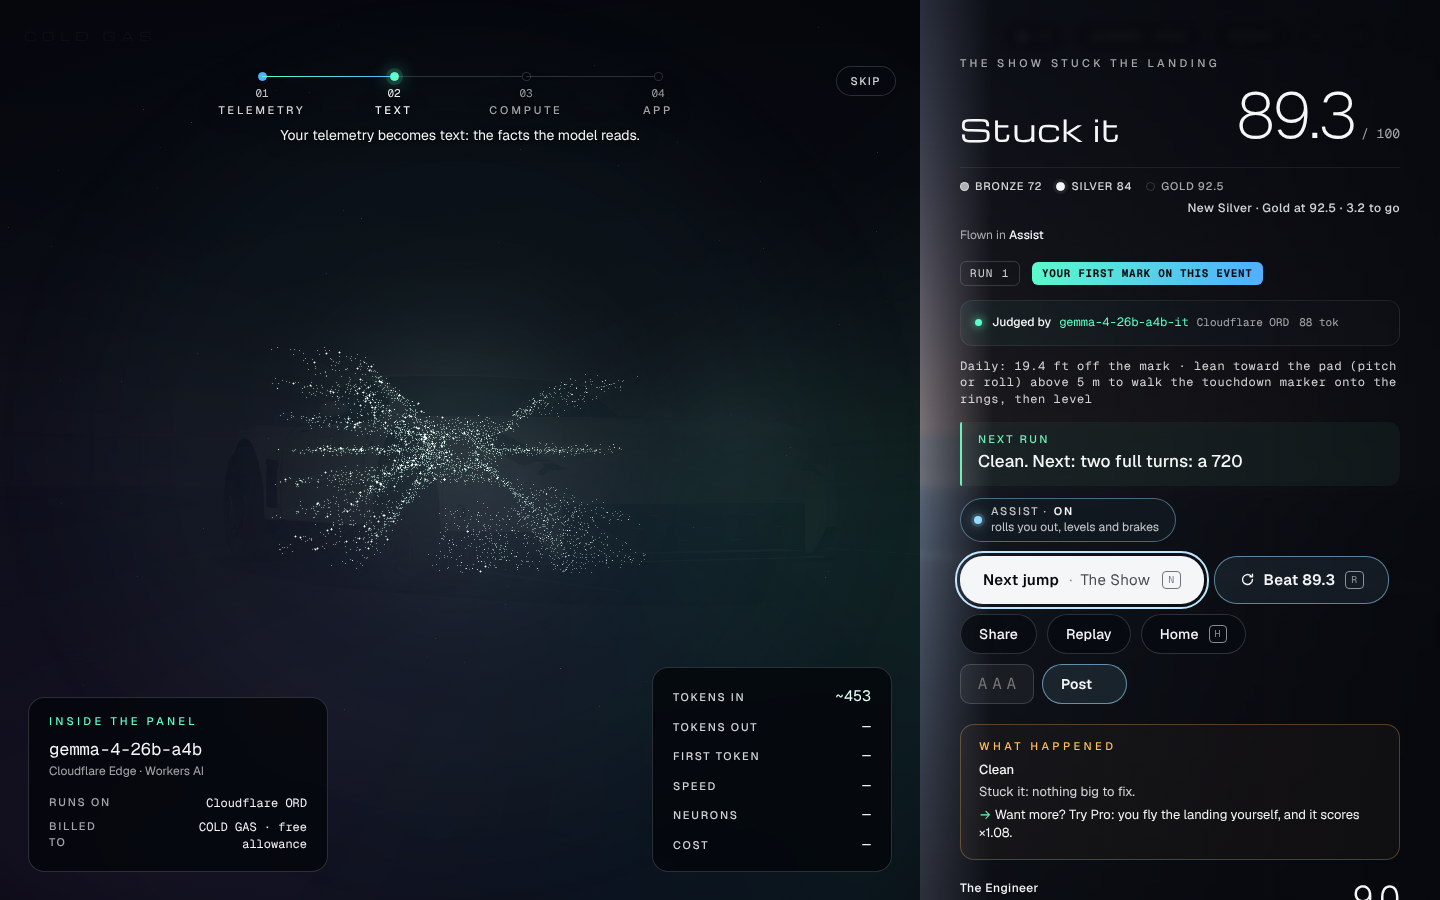 COLD GAS
01
TELEMETRY
02
TEXT
03
COMPUTE
04
APP
SKIP
Your telemetry becomes text: the facts the model reads.
INSIDE THE PANEL
gemma-4-26b-a4b
Cloudflare Edge · Workers AI
RUNS ON Cloudflare ORD
BILLED TO COLD GAS · free allowance
TOKENS IN ~453
TOKENS OUT –
FIRST TOKEN –
SPEED –
NEURONS –
COST –
THE SHOW STUCK THE LANDING
Stuck it 89.3 / 100
BRONZE 72 SILVER 84 GOLD 92.5
New Silver · Gold at 92.5 · 3.2 to go
Flown in Assist
RUN 1 YOUR FIRST MARK ON THIS EVENT
Judged by gemma-4-26b-a4b-it Cloudflare ORD 88 tok
Daily: 19.4 ft off the mark · lean toward the pad (pitch
or roll) above 5 m to walk the touchdown marker onto the
rings, then level
NEXT RUN
Clean. Next: two full turns: a 720
ASSIST · ON
rolls you out, levels and brakes
Next jump · The Show N
Beat 89.3 R
Share
Replay
Home H
AAA
Post
WHAT HAPPENED
Clean
Stuck it: nothing big to fix.
→ Want more? Try Pro: you fly the landing yourself, and it scores
×1.08.
The Engineer 9.0